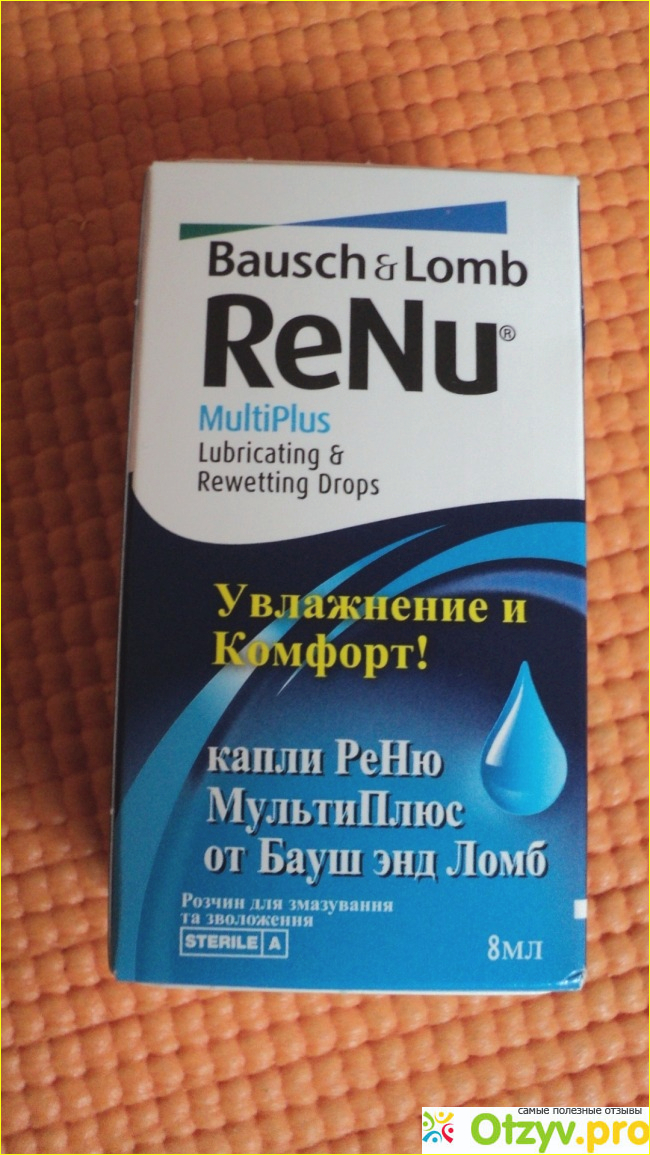 Bausch & Lomb
ReNu®
MultiPlus
Lubricating &
Rewetting Drops
Увлажнение и
Комфорт!
капли РеНю
МультиПлюс
от Бауш энд Ломб
Розчин для змазування
та зволоження
STERILE A
8мл
самые полезные отзывы
Otzyv.pro